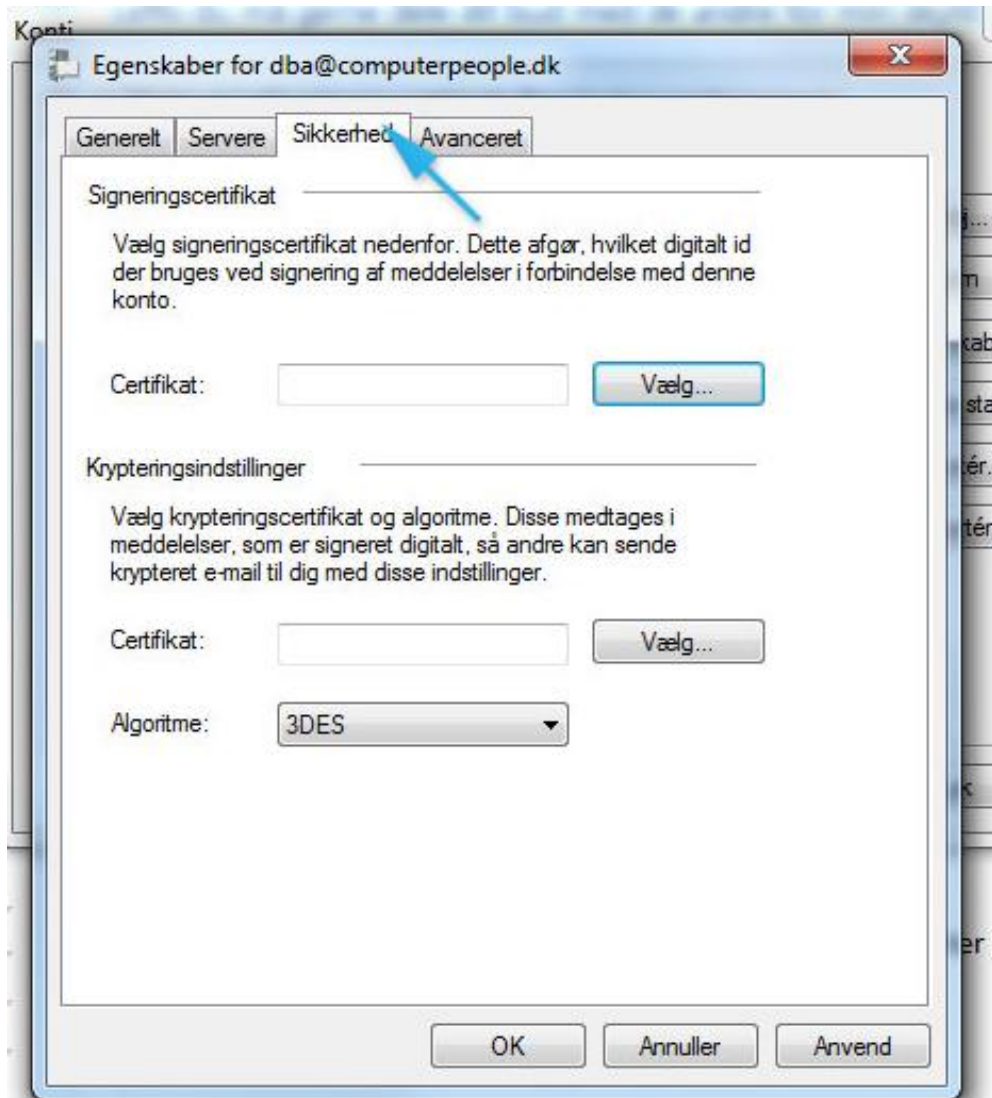 Konti
Egenskaber for dba@computerpeople.dk
Generelt
Servere
Sikkerhed
Avanceret
Signeringscertifikat
Vælg signeringscertifikat nedenfor. Dette afgør, hvilket digitalt id
der bruges ved signering af meddelelser i forbindelse med denne
konto.
Certifikat:
Vælg...
Krypteringsindstillinger
Vælg krypteringscertifikat og algoritme. Disse medtages i
meddelelser, som er signeret digitalt, så andre kan sende
krypteret e-mail til dig med disse indstillinger.
Certifikat:
Vælg...
Algoritme:
3DES
OK
Annuller
Anvend